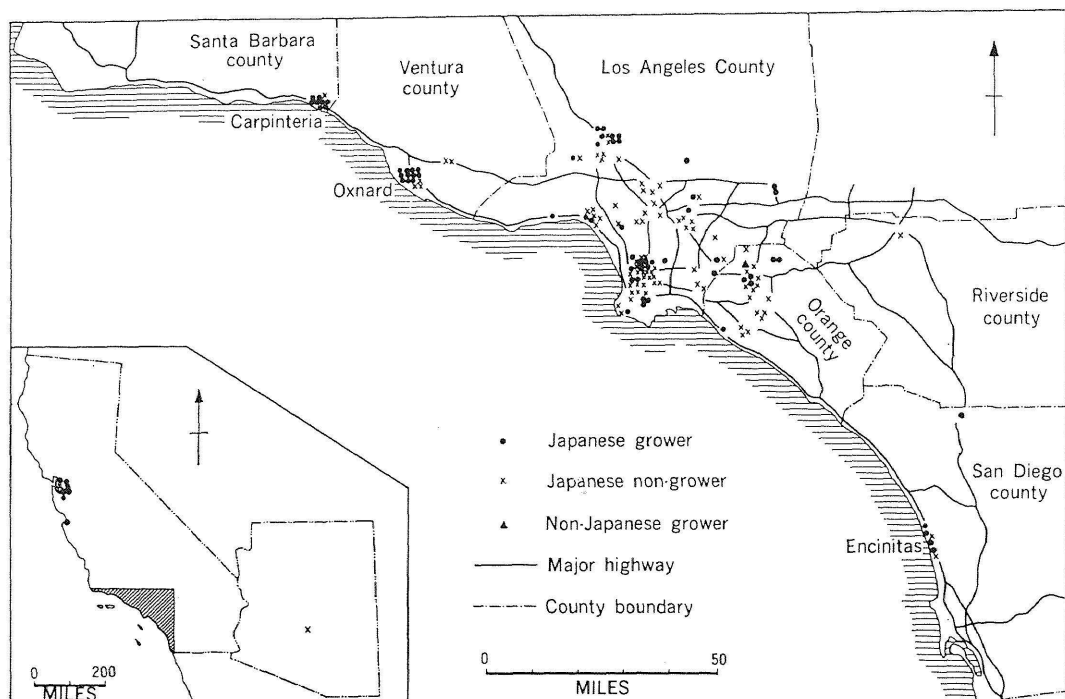 Santa Barbara
county
Ventura
county
Los Angeles County
Carpinteria
Oxnard
Orange
county
Riverside
county
San Diego
county
Encinitas
Japanese grower
x Japanese non-grower
Non-Japanese grower
Major highway
County boundary
0 200
MILES
0 50
MILES